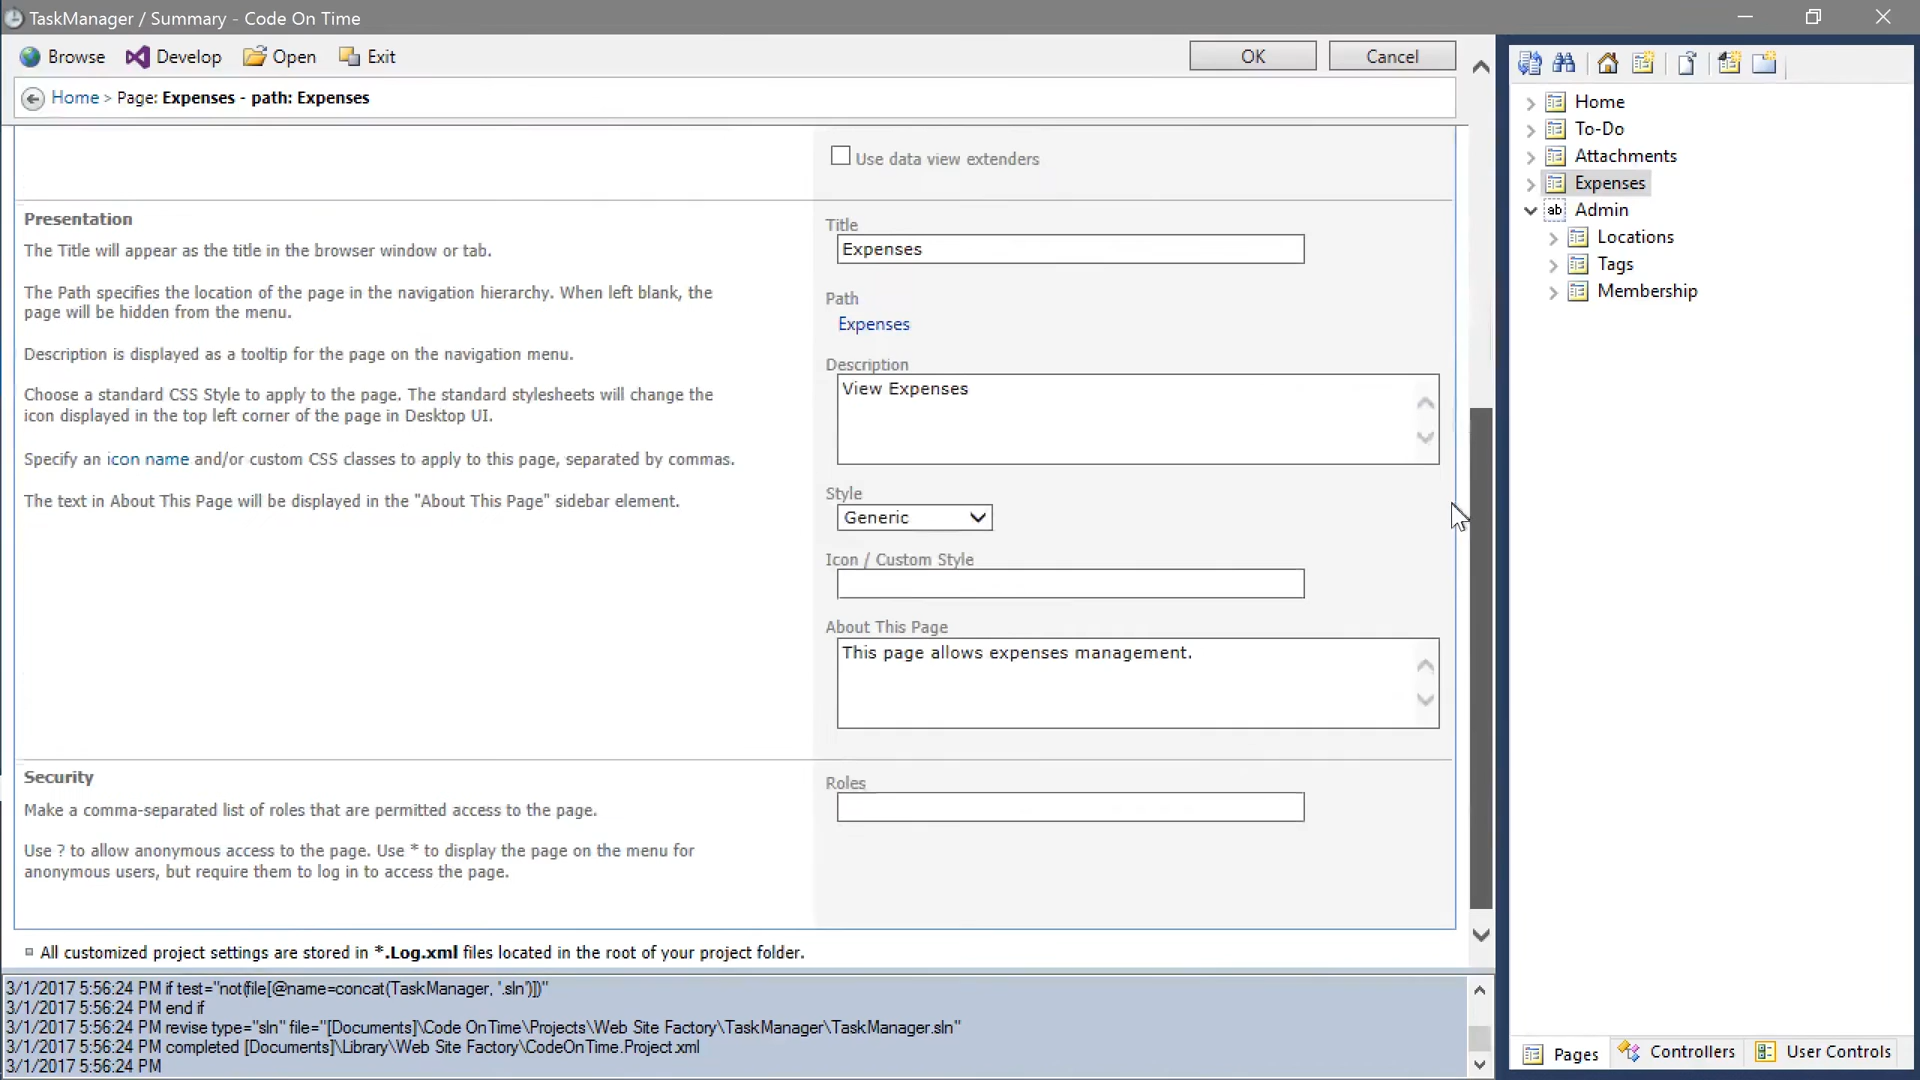 TaskManager / Summary - Code On Time
Browse Develop Open Exit OK Cancel
Home > Page: Expenses - path: Expenses
Use data view extenders
Presentation
The Title will appear as the title in the browser window or tab.
The Path specifies the location of the page in the navigation hierarchy. When left blank, the
page will be hidden from the menu.
Description is displayed as a tooltip for the page on the navigation menu.
Choose a standard CSS Style to apply to the page. The standard stylesheets will change the
icon displayed in the top left corner of the page in Desktop UI.
Specify an icon name and/or custom CSS classes to apply to this page, separated by commas.
The text in About This Page will be displayed in the "About This Page" sidebar element.
Title
Expenses
Path
Expenses
Description
View Expenses
Style
Generic
Icon / Custom Style
About This Page
This page allows expenses management.
Security
Make a comma-separated list of roles that are permitted access to the page.
Use ? to allow anonymous access to the page. Use * to display the page on the menu for
anonymous users, but require them to log in to access the page.
Roles
All customized project settings are stored in *.Log.xml files located in the root of your project folder.
3/1/2017 5:56:24 PM if test="not(file[@name=concat(TaskManager, '.sln')])"
3/1/2017 5:56:24 PM end if
3/1/2017 5:56:24 PM revise type="sln" file="[Documents]\Code OnTime\Projects\Web Site Factory\TaskManager\TaskManager.sln"
3/1/2017 5:56:24 PM completed [Documents]\Library\Web Site Factory\CodeOnTime.Project.xml
3/1/2017 5:56:24 PM
Home
To-Do
Attachments
Expenses
ab Admin
Locations
Tags
Membership
Pages Controllers User Controls